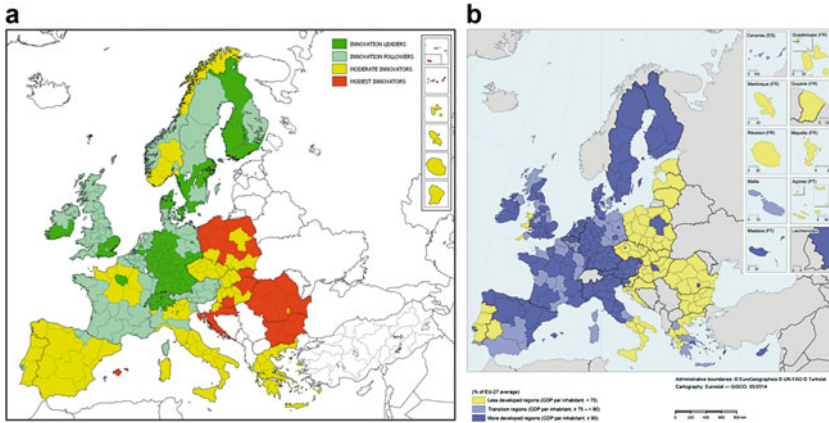 a
INNOVATION LEADERS
INNOVATION FOLLOWERS
MODERATE INNOVATORS
MODEST INNOVATORS
b
Canarias (ES)
Guadeloupe (FR)
Martinique (FR)
Guyane (FR)
Réunion (FR)
Mayotte (FR)
Malta
Açores (PT)
Madeira (PT)
Liechtenstein
(% of EU-27 average)
Less developed regions (GDP per inhabitant, < 75)
Transition regions (GDP per inhabitant, ≥ 75 - < 90)
More developed regions (GDP per inhabitant, ≥ 90)
Administrative boundaries: © EuroGeographics © UN-FAO © Turkstat
Cartography: Eurostat — GISCO, 05/2014